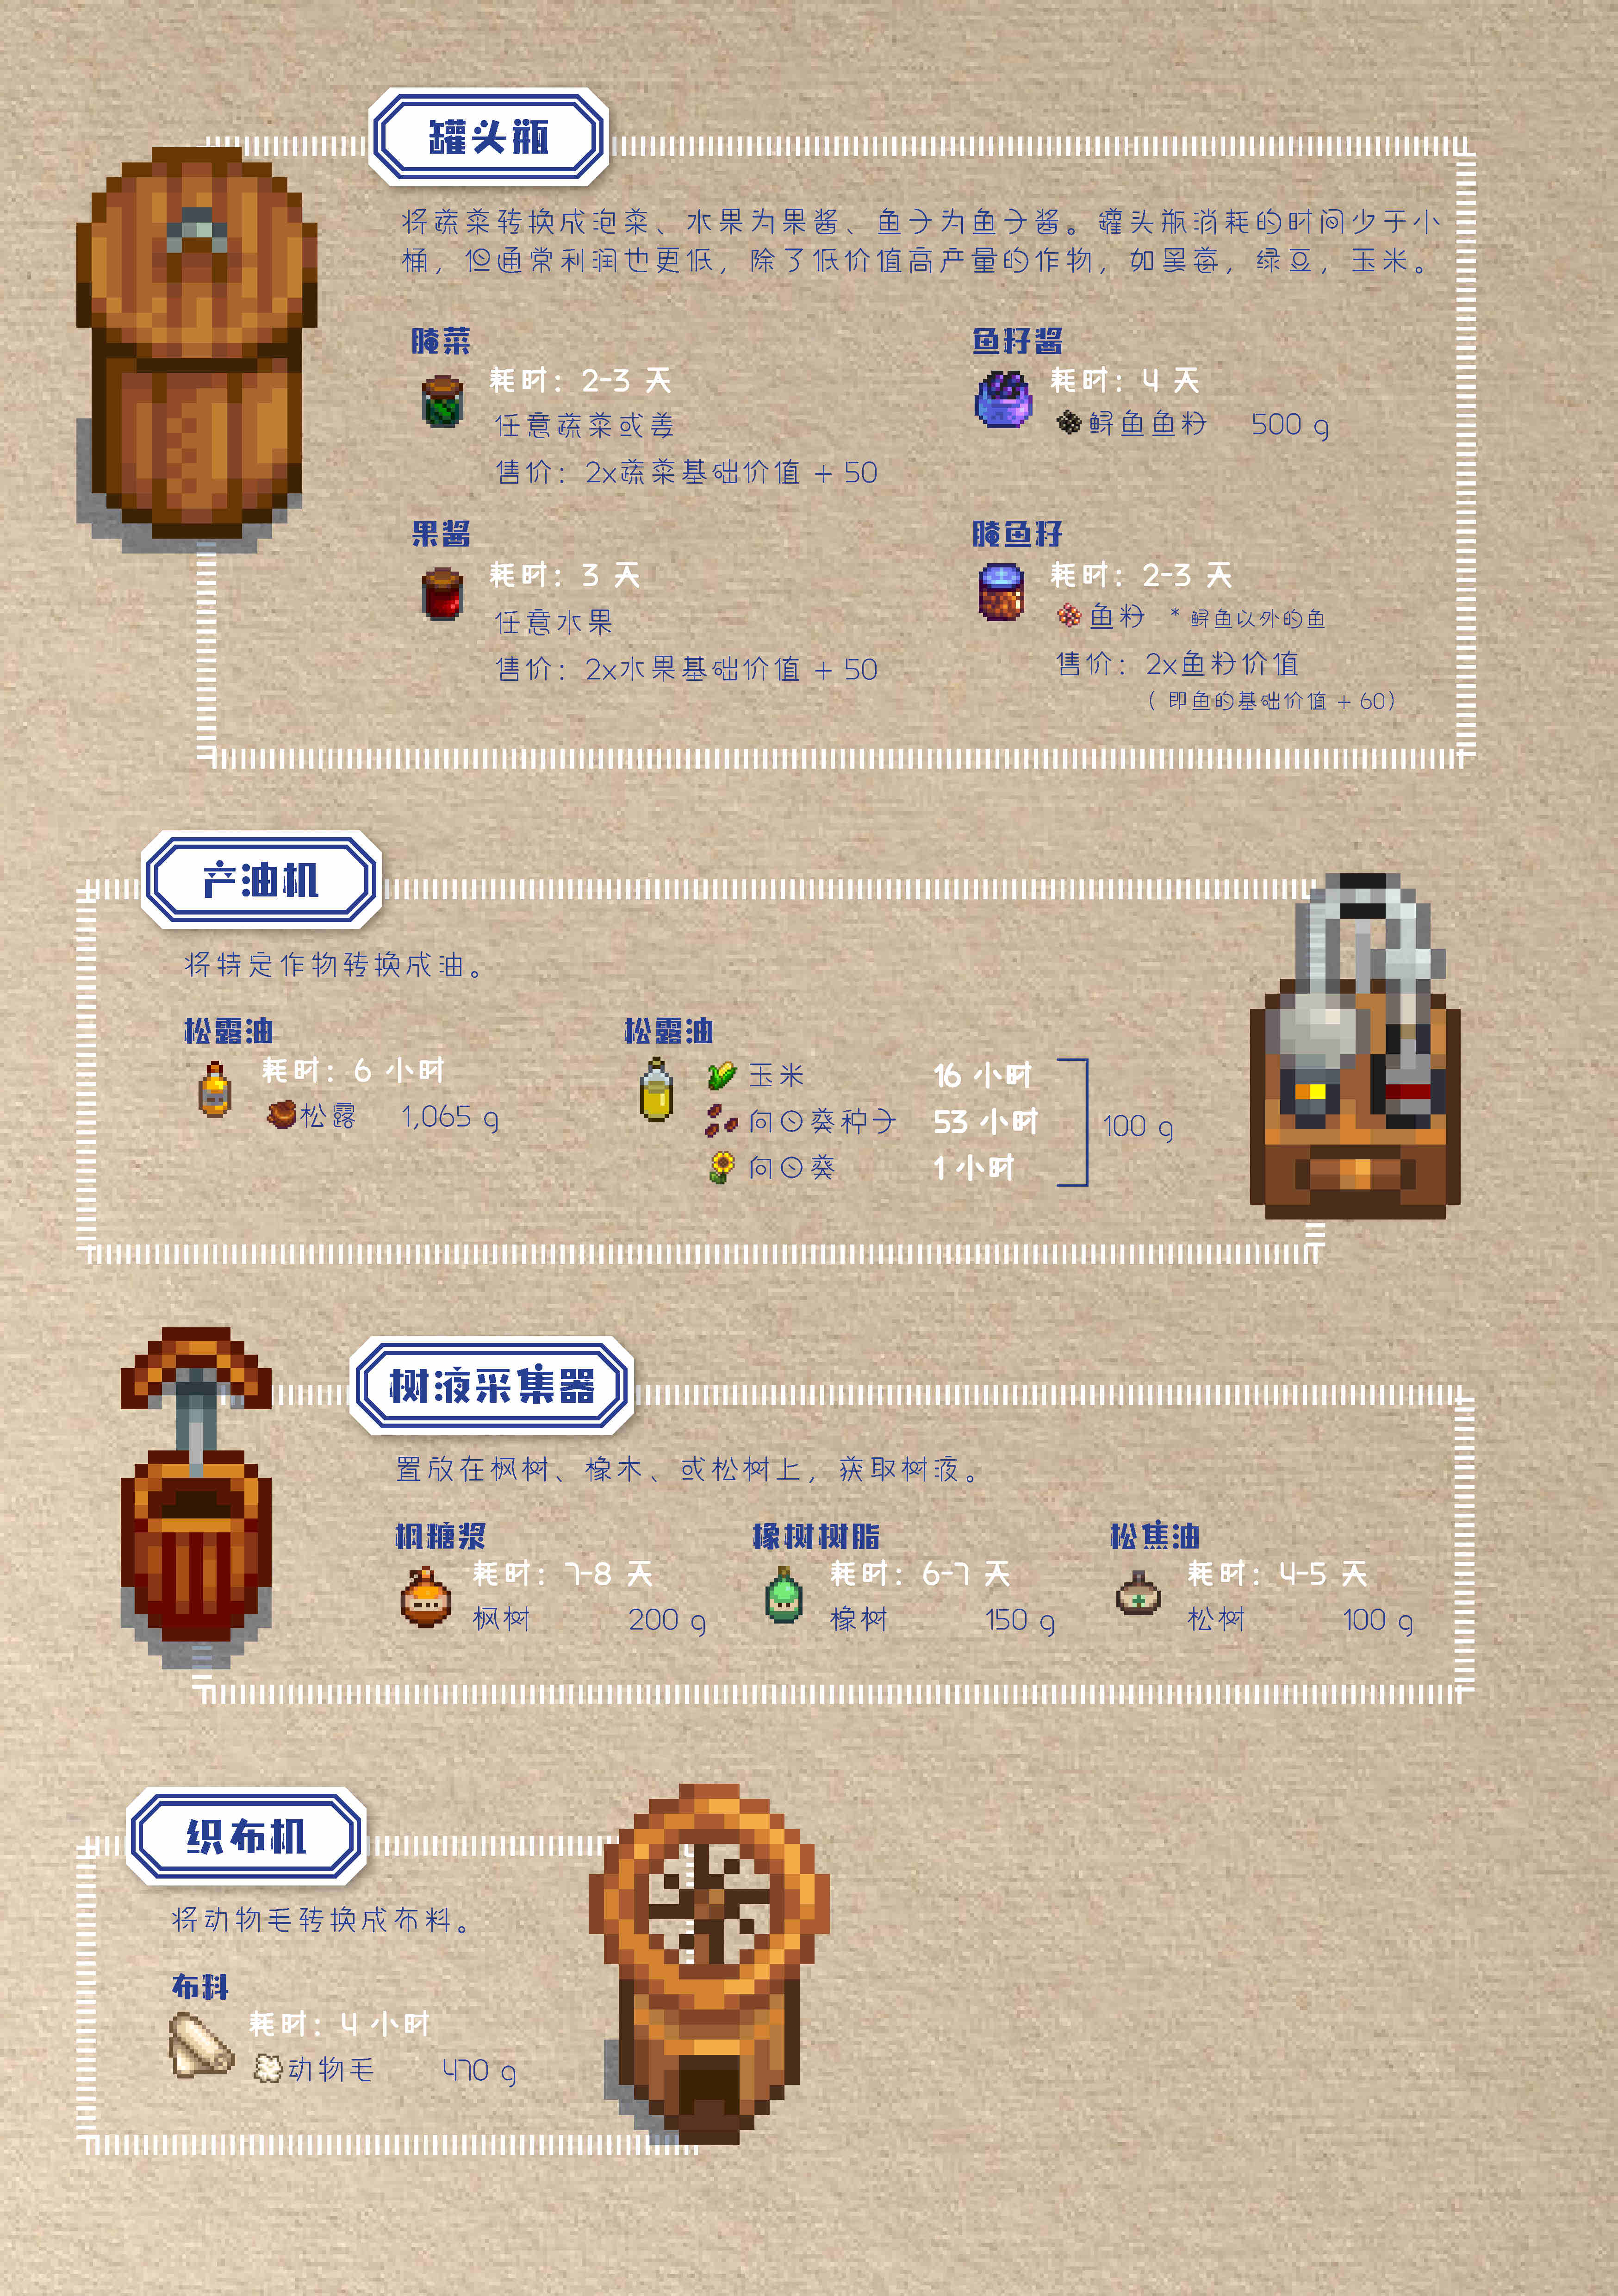 罐头瓶
将蔬菜转换成泡菜、水果为果酱、鱼子为鱼子酱。罐头瓶消耗的时间少于小
桶，但通常利润也更低，除了低价值高产量的作物，如黑莓，绿豆，玉米。
腌菜
耗时：2-3 天
任意蔬菜或姜
售价：2x蔬菜基础价值 + 50
鱼籽酱
耗时：4 天
鲟鱼鱼籽 500 g
果酱
耗时：3 天
任意水果
售价：2x水果基础价值 + 50
腌鱼籽
耗时：2-3 天
鱼籽 * 鲟鱼以外的鱼
售价：2x鱼籽价值
（ 即鱼的基础价值 + 60）
产油机
将特定作物转换成油。
松露油
耗时：6 小时
松露 1,065 g
松露油
玉米 16 小时
向日葵种子 53 小时
向日葵 1 小时
100 g
树液采集器
置放在枫树、橡木、或松树上，获取树液。
枫糖浆
耗时：7-8 天
枫树 200 g
橡树树脂
耗时：6-7 天
橡树 150 g
松焦油
耗时：4-5 天
松树 100 g
织布机
将动物毛转换成布料。
布料
耗时：4 小时
动物毛 470 g